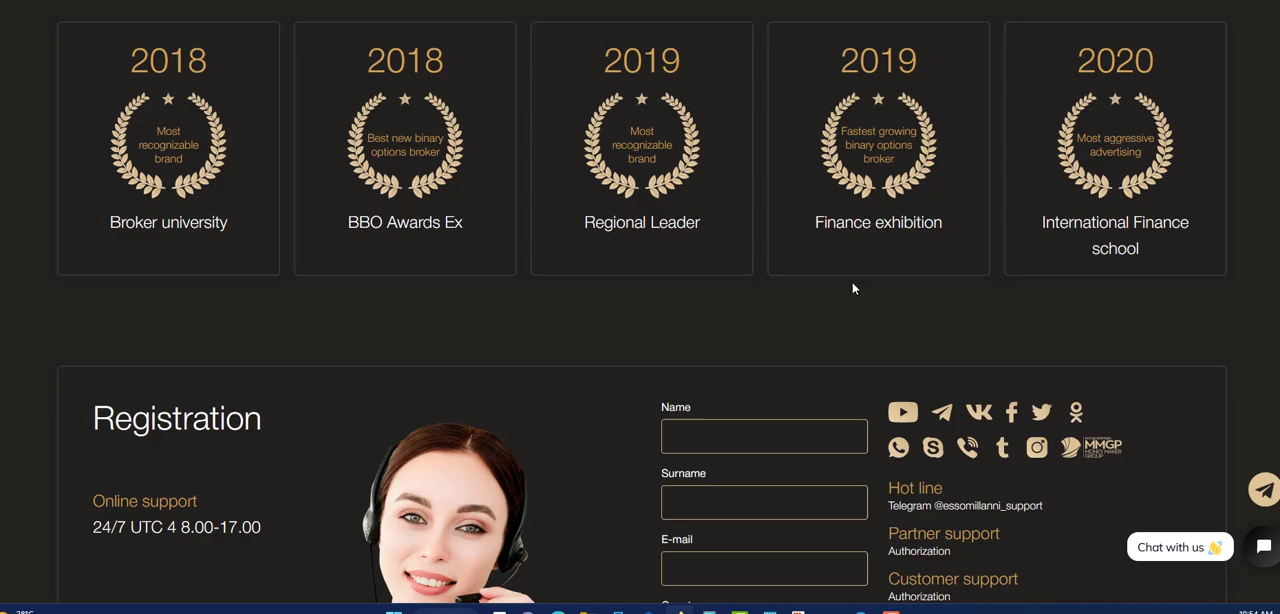 2018
Most
recognizable
brand
Broker university
2018
Best new binary
options broker
BBO Awards Ex
2019
Most
recognizable
brand
Regional Leader
2019
Fastest growing
binary options
broker
Finance exhibition
2020
Most aggressive
advertising
International Finance
school
Registration
Online support
24/7 UTC 4 8.00-17.00
Name
Surname
E-mail
MMGP
Hot line
Telegram @essomillanni_support
Partner support
Authorization
Customer support
Authorization
Chat with us 👋